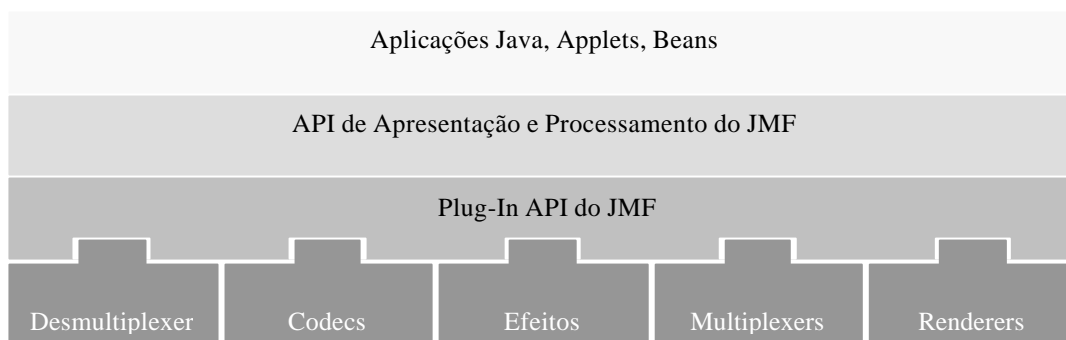 Aplicações Java, Applets, Beans
API de Apresentação e Processamento do JMF
Plug-In API do JMF
Desmultiplexer Codecs Efeitos Multiplexers Renderers